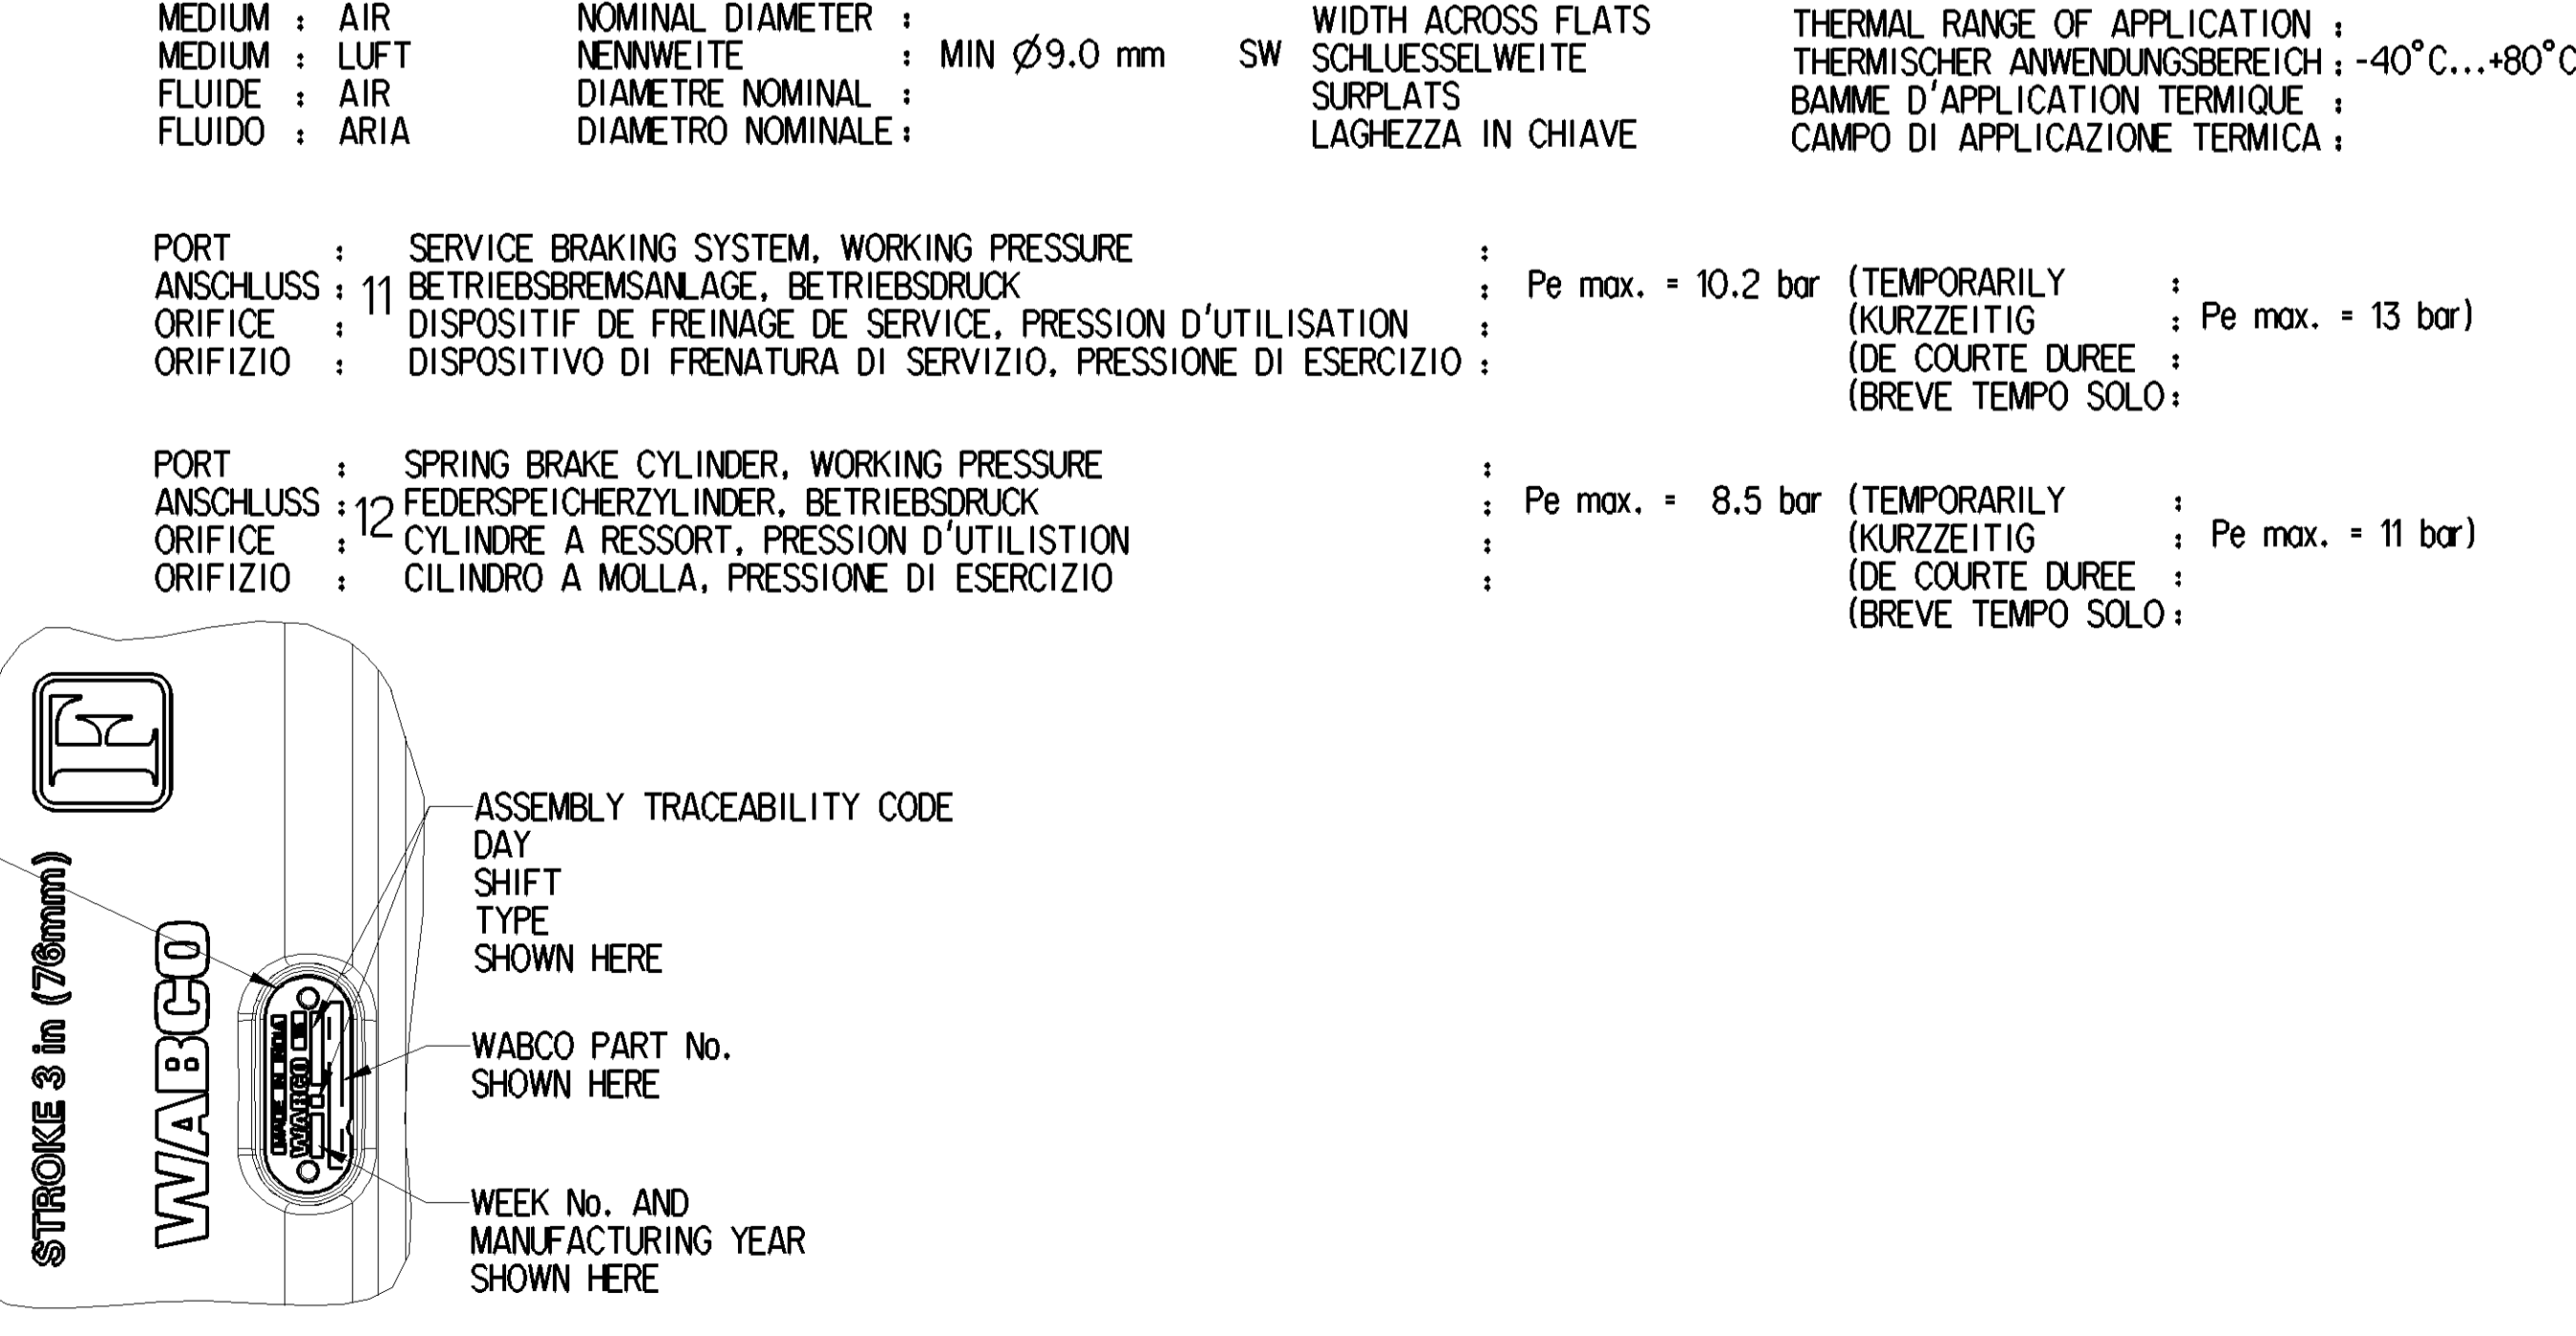 MEDIUM : AIR NOMINAL DIAMETER : WIDTH ACROSS FLATS THERMAL RANGE OF APPLICATION :
MEDIUM : LUFT NENNWEITE : MIN Ø9.0 mm SW SCHLUESSELWEITE THERMISCHER ANWENDUNGSBEREICH : -40°C...+80°C
FLUIDE : AIR DIAMETRE NOMINAL : SURPLATS BAMME D'APPLICATION TERMIQUE :
FLUIDO : ARIA DIAMETRO NOMINALE : LAGHEZZA IN CHIAVE CAMPO DI APPLICAZIONE TERMICA :
PORT : SERVICE BRAKING SYSTEM, WORKING PRESSURE :
ANSCHLUSS : 11 BETRIEBSBREMSANLAGE, BETRIEBSDRUCK : Pe max. = 10.2 bar (TEMPORARILY :
ORIFICE : DISPOSITIF DE FREINAGE DE SERVICE, PRESSION D'UTILISATION : (KURZZEITIG : Pe max. = 13 bar)
ORIFIZIO : DISPOSITIVO DI FRENATURA DI SERVIZIO, PRESSIONE DI ESERCIZIO : (DE COURTE DUREE :
(BREVE TEMPO SOLO :
PORT : SPRING BRAKE CYLINDER, WORKING PRESSURE :
ANSCHLUSS : 12 FEDERSPEICHERZYLINDER, BETRIEBSDRUCK : Pe max. = 8.5 bar (TEMPORARILY :
ORIFICE : CYLINDRE A RESSORT, PRESSION D'UTILISTION : (KURZZEITIG : Pe max. = 11 bar)
ORIFIZIO : CILINDRO A MOLLA, PRESSIONE DI ESERCIZIO : (DE COURTE DUREE :
(BREVE TEMPO SOLO :
F
STROKE 3 in (76mm)
WABCO
MADE IN INDIA
WABCO
ASSEMBLY TRACEABILITY CODE
DAY
SHIFT
TYPE
SHOWN HERE
WABCO PART No.
SHOWN HERE
WEEK No. AND
MANUFACTURING YEAR
SHOWN HERE